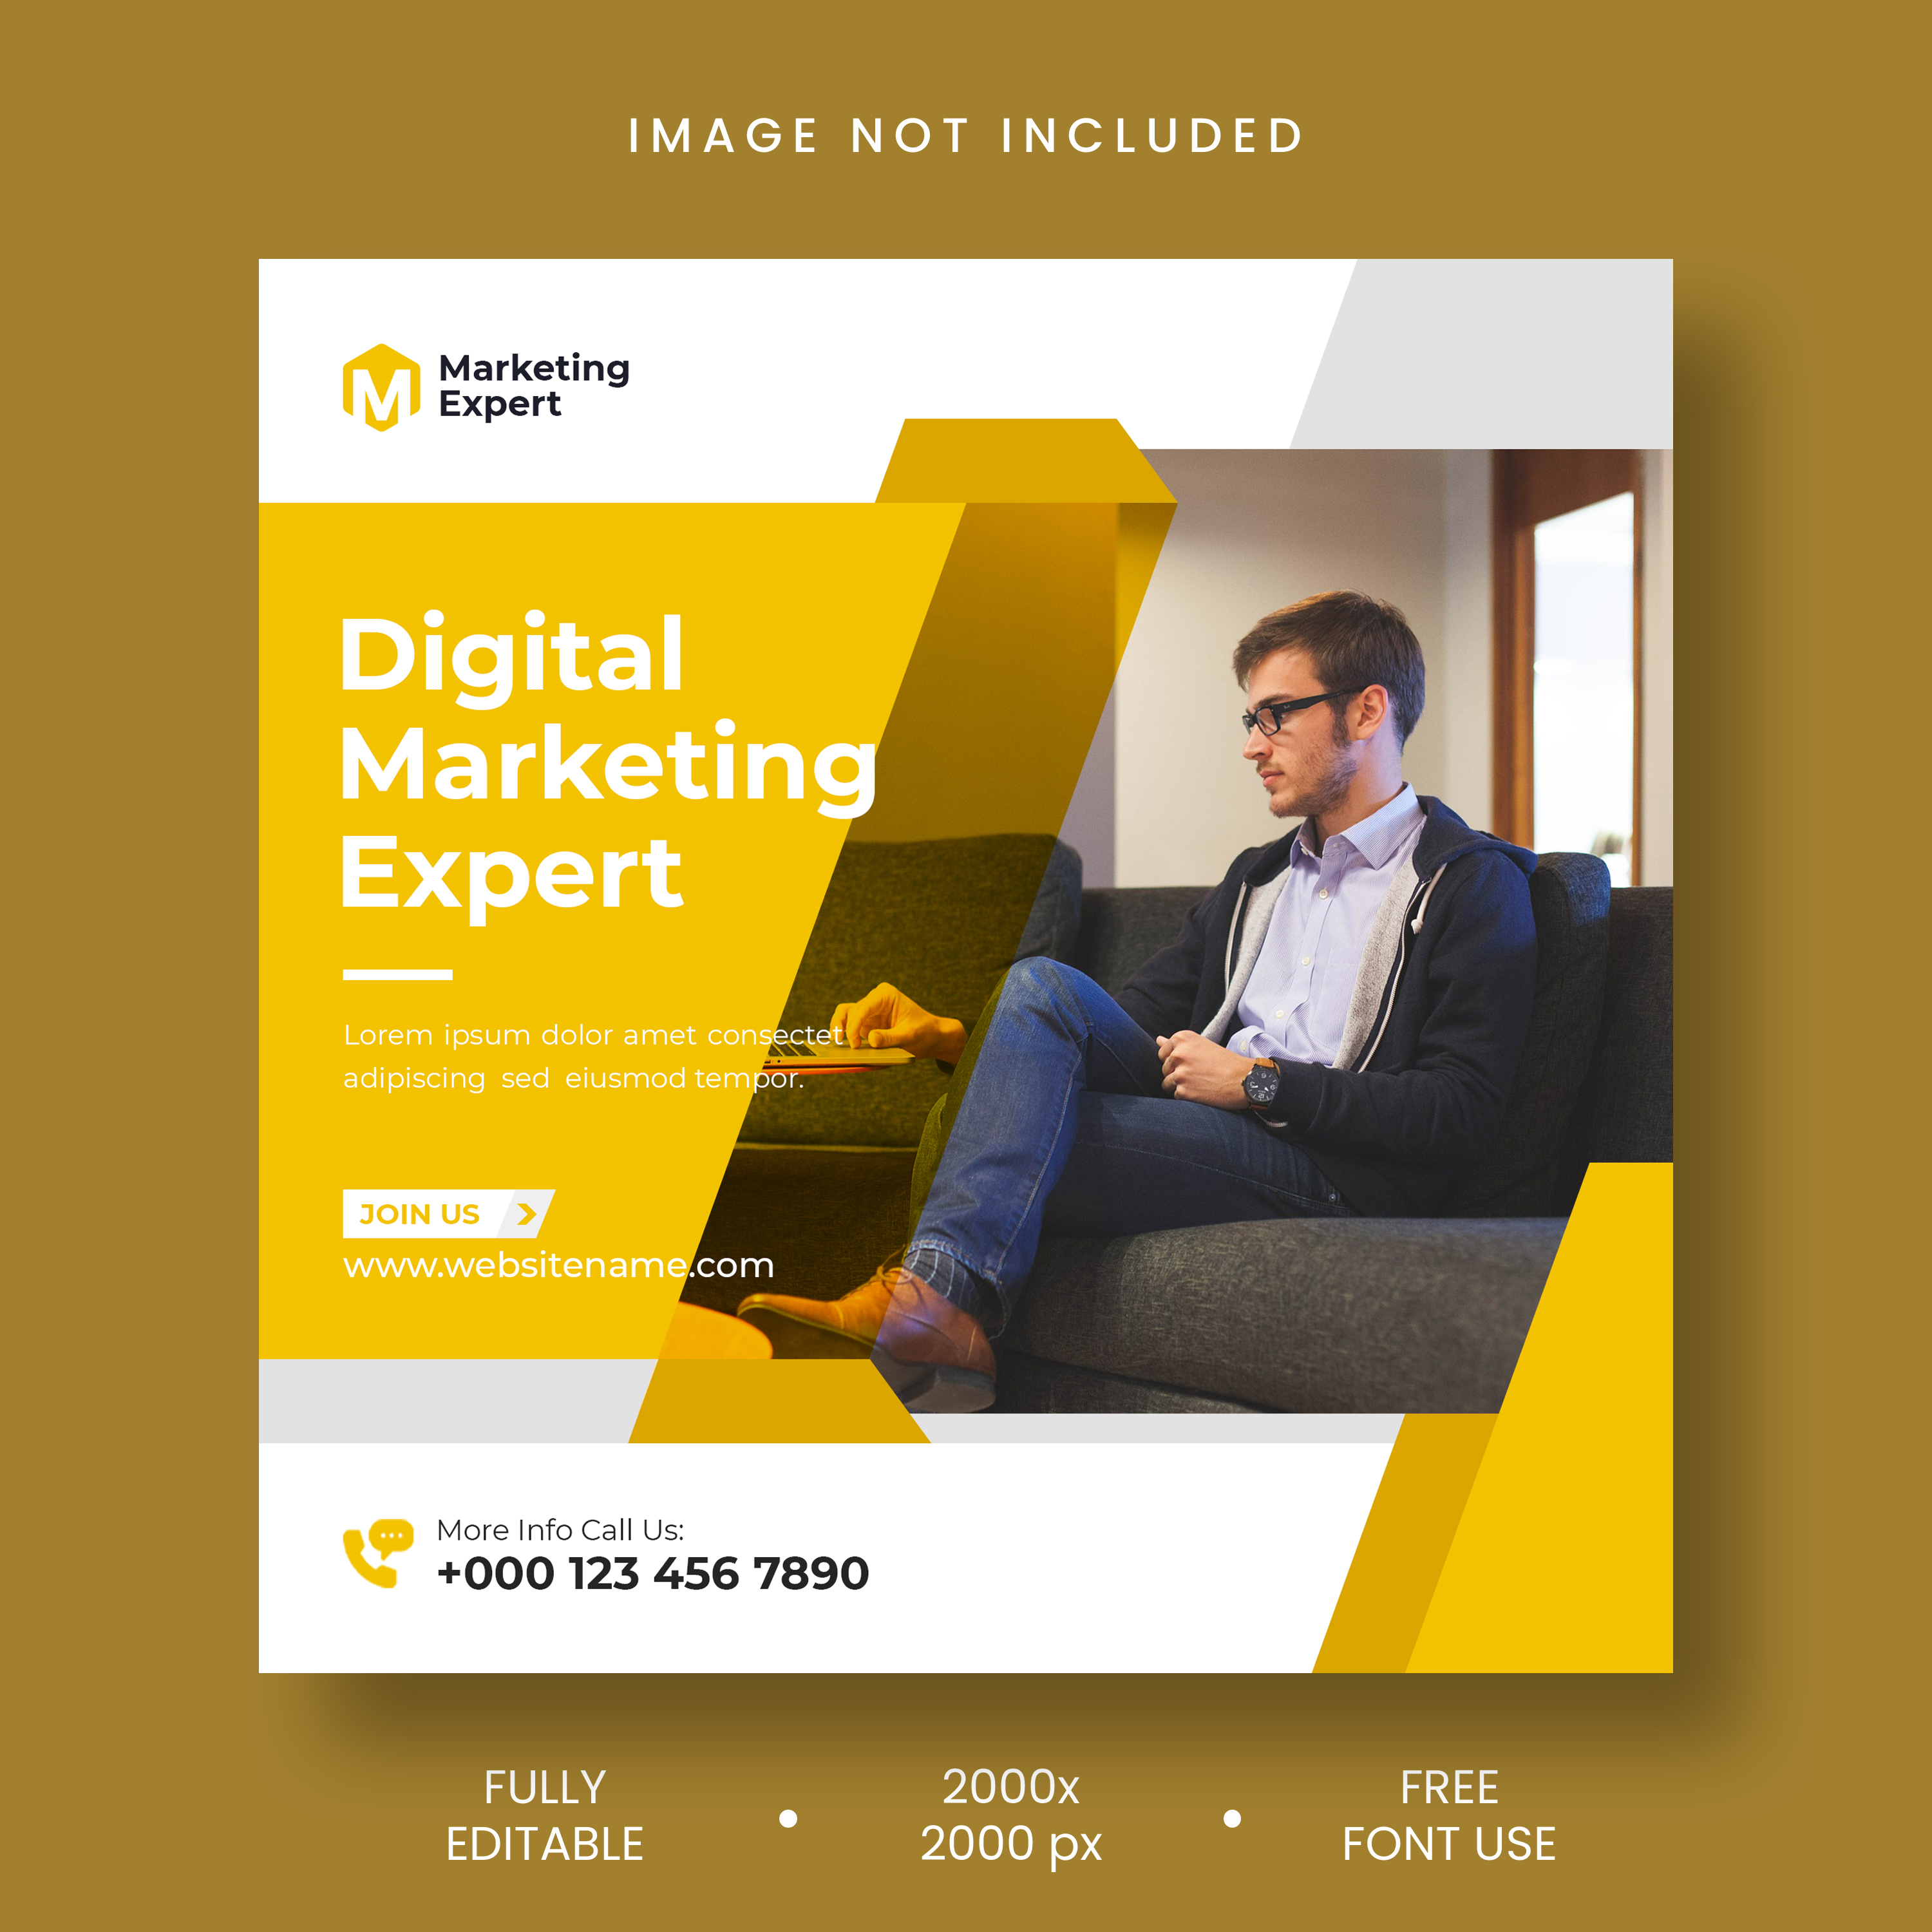 IMAGE NOT INCLUDED
M
Marketing
Expert
Digital
Marketing
Expert
Lorem ipsum dolor amet consectet
adipiscing sed eiusmod tempor.
JOIN US
www.websitename.com
More Info Call Us:
+000 123 456 7890
FULLY
EDITABLE
2000x
2000 px
FREE
FONT USE